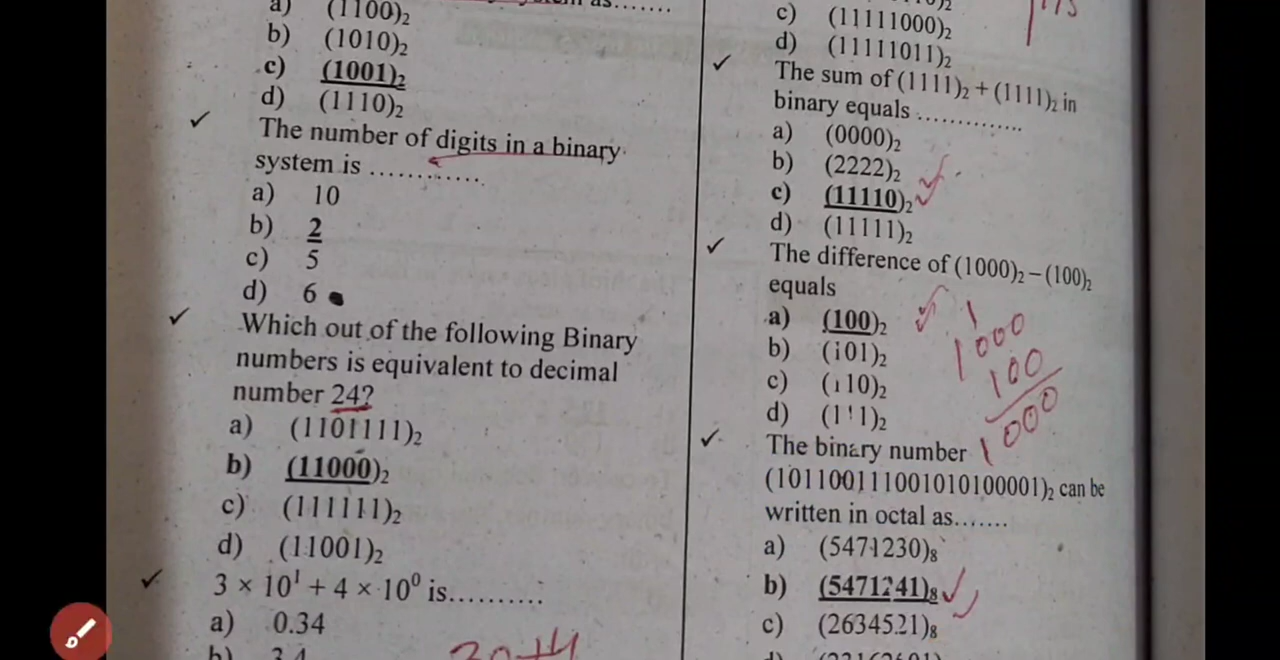 a) (1100)₂
b) (1010)₂
c) (1001)₂
d) (1110)₂
✓ The number of digits in a binary
system is .............
a) 10
b) 2
c) 5
d) 6
✓ Which out of the following Binary
numbers is equivalent to decimal
number 24?
a) (1101111)₂
b) (11000)₂
c) (111111)₂
d) (11001)₂
✓ 3 × 10¹ + 4 × 10⁰ is..........
a) 0.34
b) 3.4
c) (11111000)₂
d) (11111011)₂
✓ The sum of (1111)₂ + (1111)₂ in
binary equals ..............
a) (0000)₂
b) (2222)₂
c) (11110)₂
d) (11111)₂
✓ The difference of (1000)₂ – (100)₂
equals
a) (100)₂
b) (101)₂
c) (110)₂
d) (111)₂
1
1000
100
1000
✓ The binary number
(101100111001010100001)₂ can be
written in octal as.......
a) (5471230)₈
b) (5471241)₈
c) (2634521)₈